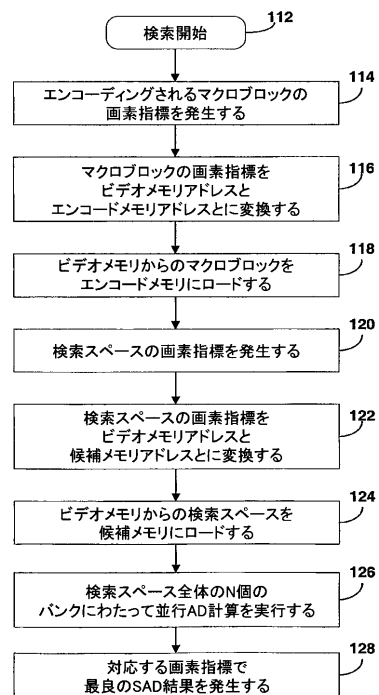 検索開始
112
エンコーディングされるマクロブロックの
画素指標を発生する
114
マクロブロックの画素指標を
ビデオメモリアドレスと
エンコードメモリアドレスとに変換する
116
ビデオメモリからのマクロブロックを
エンコードメモリにロードする
118
検索スペースの画素指標を発生する
120
検索スペースの画素指標を
ビデオメモリアドレスと
候補メモリアドレスとに変換する
122
ビデオメモリからの検索スペースを
候補メモリにロードする
124
検索スペース全体のN個の
バンクにわたって並行AD計算を実行する
126
対応する画素指標で
最良のSAD結果を発生する
128